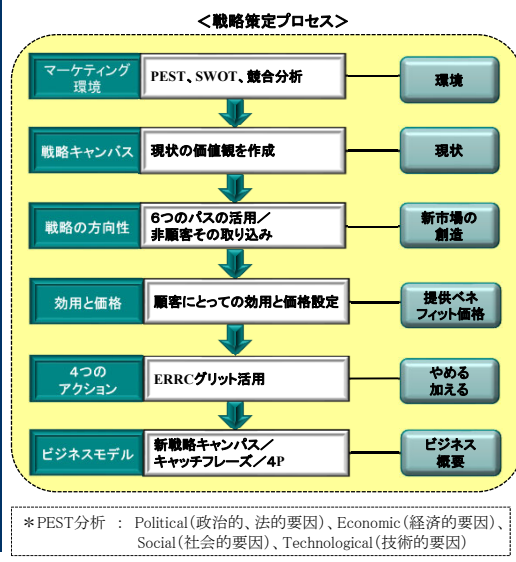 ＜戦略策定プロセス＞
マーケティング
環境
PEST、SWOT、競合分析
環境
戦略キャンバス
現状の価値観を作成
現状
戦略の方向性
6つのパスの活用／
非顧客その取り込み
新市場の
創造
効用と価格
顧客にとっての効用と価格設定
提供ベネ
フィット価格
4つの
アクション
ERRCグリット活用
やめる
加える
ビジネスモデル
新戦略キャンパス／
キャッチフレーズ／4P
ビジネス
概要
＊PEST分析 ： Political（政治的、法的要因）、Economic（経済的要因）、
Social（社会的要因）、Technological（技術的要因）